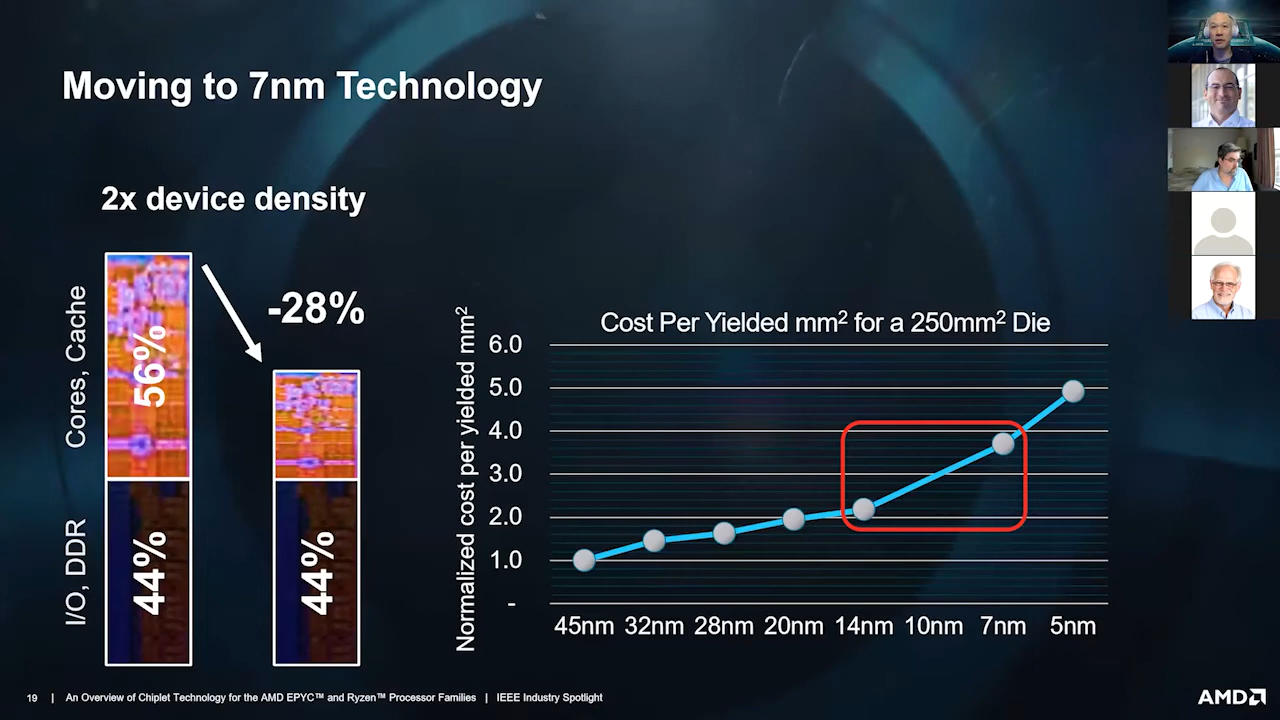 Moving to 7nm Technology
2x device density
-28%
Cores, Cache
56%
I/O, DDR
44%
44%
Cost Per Yielded mm² for a 250mm² Die
Normalized cost per yielded mm²
6.0
5.0
4.0
3.0
2.0
1.0
-
45nm 32nm 28nm 20nm 14nm 10nm 7nm 5nm
19 | An Overview of Chiplet Technology for the AMD EPYC™ and Ryzen™ Processor Families | IEEE Industry Spotlight
AMD